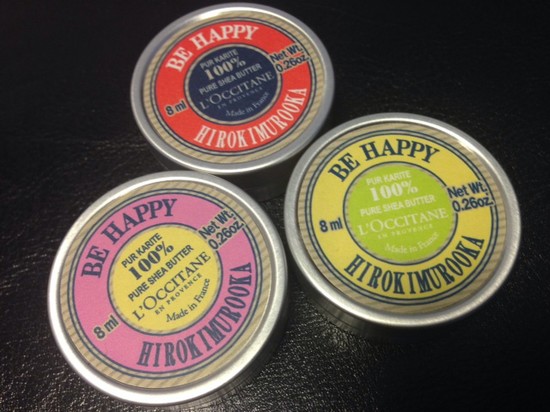 BE HAPPY
PUR KARITE
100%
PURE SHEA BUTTER
L'OCCITANE
EN PROVENCE
Made in France
8 ml
Net Wt.
0.26oz.
HIROKIMUROOKA
BE HAPPY
PUR KARITE
100%
PURE SHEA BUTTER
L'OCCITANE
EN PROVENCE
Made in France
8 ml
Net Wt.
0.26oz.
HIROKIMUROOKA
BE HAPPY
PUR KARITE
100%
PURE SHEA BUTTER
L'OCCITANE
EN PROVENCE
Made in France
8 ml
Net Wt.
0.26oz.
HIROKIMUROOKA